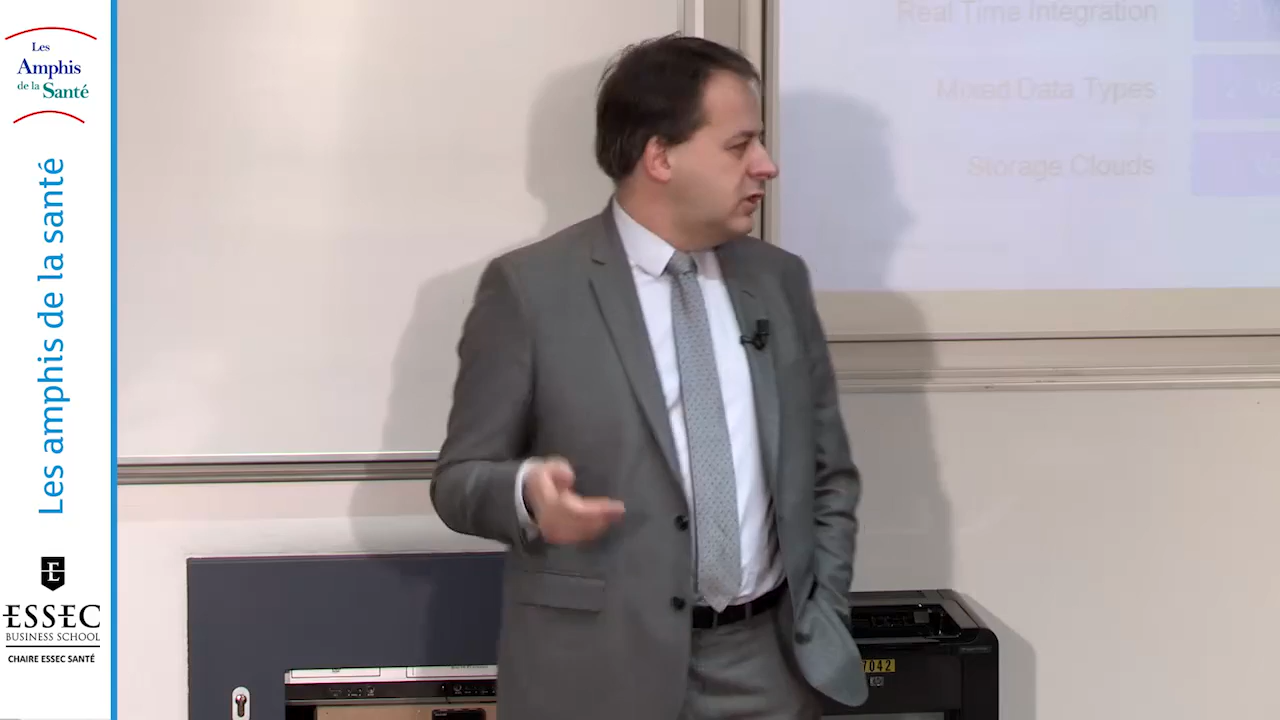 Les
Amphis
de la Santé
Les amphis de la santé
E
ESSEC
BUSINESS SCHOOL
CHAIRE ESSEC SANTÉ
Real Time Integration
Mixed Data Types
Storage Clouds
7042